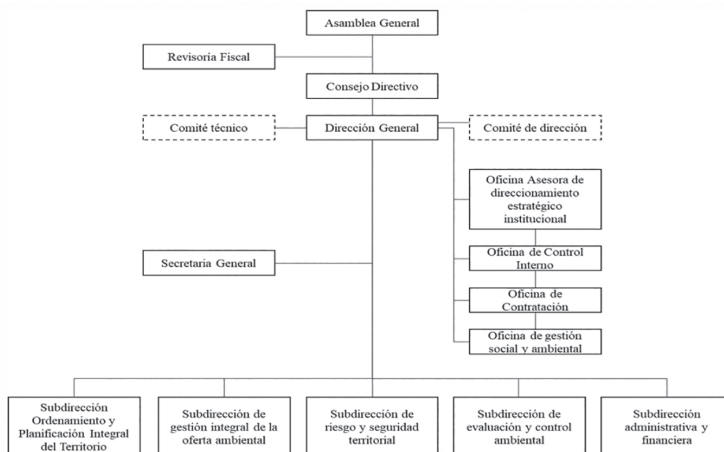 Asamblea General
Revisoría Fiscal
Consejo Directivo
Comité técnico
Dirección General
Comité de dirección
Oficina Asesora de
direccionamiento
estratégico
institucional
Secretaria General
Oficina de Control
Interno
Oficina de
Contratación
Oficina de gestión
social y ambiental
Subdirección
Ordenamiento y
Planificación Integral
del Territorio
Subdirección de
gestión integral de la
oferta ambiental
Subdirección de
riesgo y seguridad
territorial
Subdirección de
evaluación y control
ambiental
Subdirección
administrativa y
financiera